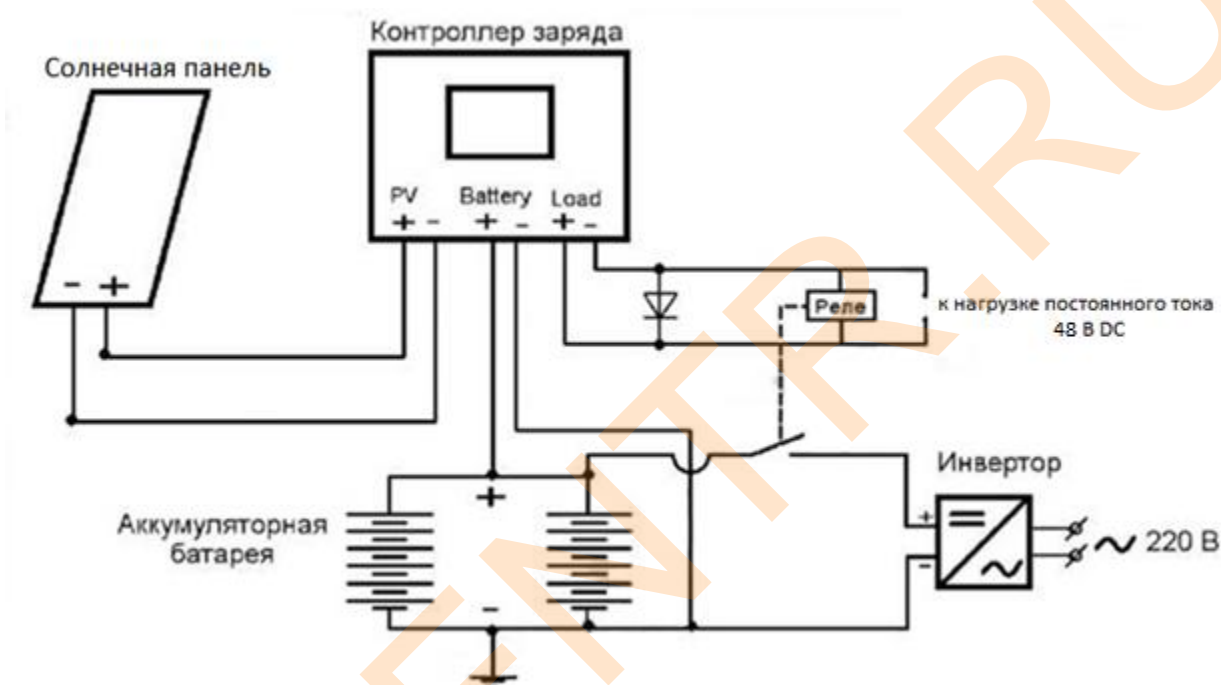 Контроллер заряда
Солнечная панель
PV Battery Load
+ - + - + -
- +
Реле
к нагрузке постоянного тока
48 В DC
Инвертор
+
Аккумуляторная
батарея
+
-
220 В
-
ENTR.RU